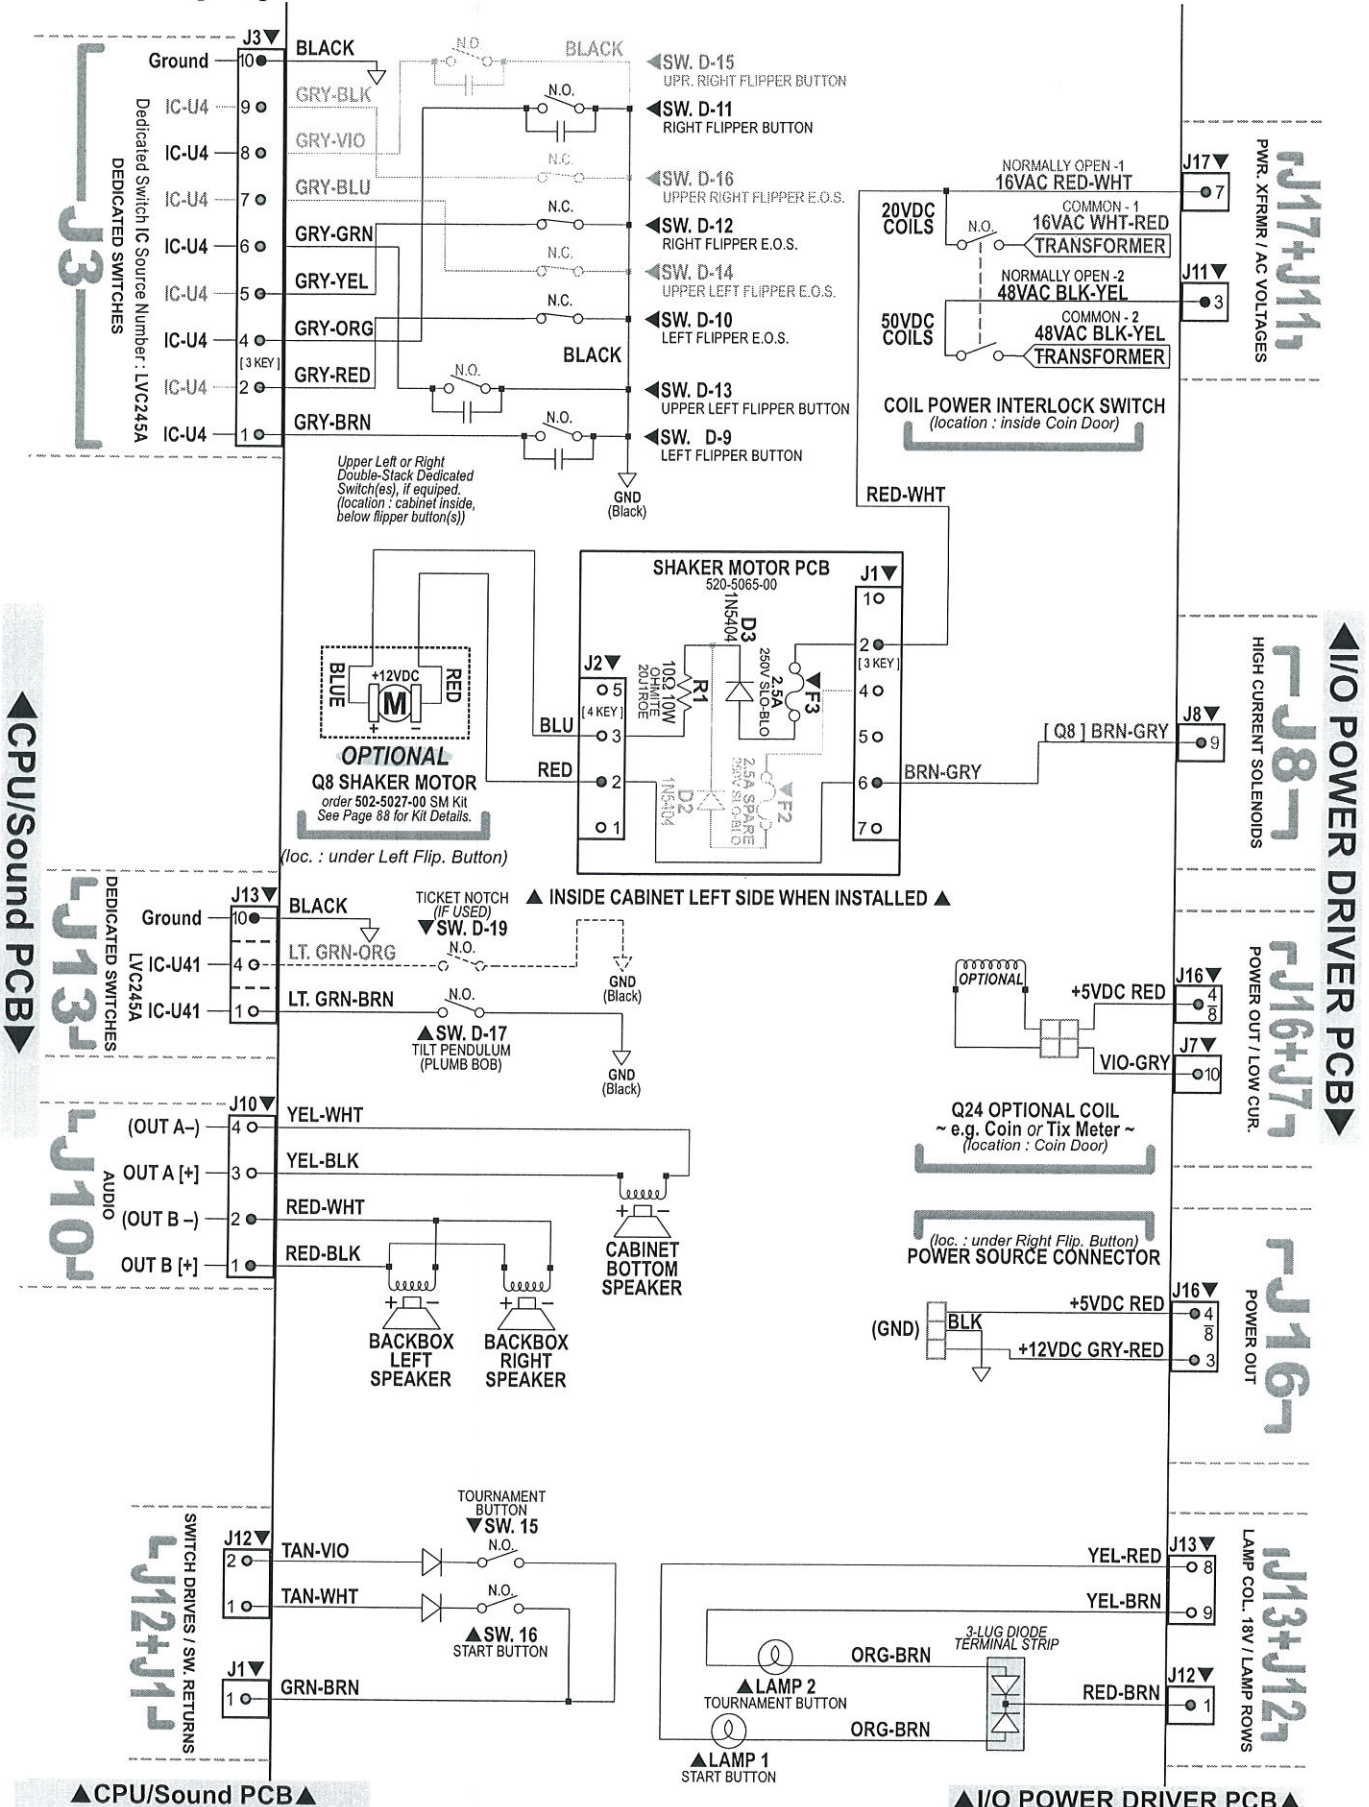 J3▼
Ground
10
BLACK
IC-U4
9
GRY-BLK
IC-U4
8
GRY-VIO
IC-U4
7
GRY-BLU
IC-U4
6
GRY-GRN
IC-U4
5
GRY-YEL
IC-U4
4
GRY-ORG
[ 3 KEY ]
IC-U4
2
GRY-RED
IC-U4
1
GRY-BRN
J3
DEDICATED SWITCHES
Dedicated Switch IC Source Number : LVC245A
N.O.
BLACK
◀SW. D-15
UPR. RIGHT FLIPPER BUTTON
N.O.
◀SW. D-11
RIGHT FLIPPER BUTTON
N.C.
◀SW. D-16
UPPER RIGHT FLIPPER E.O.S.
N.C.
◀SW. D-12
RIGHT FLIPPER E.O.S.
N.C.
◀SW. D-14
UPPER LEFT FLIPPER E.O.S.
N.C.
◀SW. D-10
LEFT FLIPPER E.O.S.
BLACK
N.O.
◀SW. D-13
UPPER LEFT FLIPPER BUTTON
N.O.
◀SW. D-9
LEFT FLIPPER BUTTON
GND
(Black)
Upper Left or Right
Double-Stack Dedicated
Switch(es), if equiped.
(location : cabinet inside,
below flipper button(s))
J17+J11
PWR. XFRMR / AC VOLTAGES
J17▼
7
NORMALLY OPEN -1
16VAC RED-WHT
20VDC
COILS
N.O.
COMMON - 1
16VAC WHT-RED
TRANSFORMER
J11▼
3
NORMALLY OPEN -2
48VAC BLK-YEL
50VDC
COILS
COMMON - 2
48VAC BLK-YEL
TRANSFORMER
COIL POWER INTERLOCK SWITCH
(location : inside Coin Door)
RED-WHT
SHAKER MOTOR PCB
520-5065-00
J1▼
1
2
[ 3 KEY ]
4
5
6
7
J2▼
5
[ 4 KEY ]
3
2
1
1N5404
D3
R1
10Ω 10W
OHMITE
20J1ROE
▼F3
2.5A
250V SLO-BLO
▼F2
2.5A SPARE
250V SLO-BLO
D2
1N5404
BLU
RED
BLUE
+12VDC
M
+ −
RED
OPTIONAL
Q8 SHAKER MOTOR
order 502-5027-00 SM Kit
See Page 88 for Kit Details.
(loc. : under Left Flip. Button)
▲ INSIDE CABINET LEFT SIDE WHEN INSTALLED ▲
BRN-GRY
[ Q8 ] BRN-GRY
J8▼
9
HIGH CURRENT SOLENOIDS
J8
◀I/O POWER DRIVER PCB▶
◀CPU/Sound PCB▶
J13
DEDICATED SWITCHES
LVC245A
J13▼
Ground
10
BLACK
IC-U41
4
LT. GRN-ORG
IC-U41
1
LT. GRN-BRN
TICKET NOTCH
(IF USED)
▼SW. D-19
N.O.
GND
(Black)
N.O.
▲SW. D-17
TILT PENDULUM
(PLUMB BOB)
GND
(Black)
J16+J7
POWER OUT / LOW CUR.
OPTIONAL
J16▼
+5VDC RED
4
8
J7▼
VIO-GRY
10
Q24 OPTIONAL COIL
~ e.g. Coin or Tix Meter ~
(location : Coin Door)
J10
AUDIO
J10▼
(OUT A–)
4
YEL-WHT
OUT A [+]
3
YEL-BLK
(OUT B –)
2
RED-WHT
OUT B [+]
1
RED-BLK
+ −
CABINET
BOTTOM
SPEAKER
+ −
BACKBOX
LEFT
SPEAKER
+ −
BACKBOX
RIGHT
SPEAKER
(loc. : under Right Flip. Button)
POWER SOURCE CONNECTOR
J16▼
+5VDC RED
4
8
(GND)
BLK
+12VDC GRY-RED
3
POWER OUT
J16
J12+J1
SWITCH DRIVES / SW. RETURNS
J12▼
2
TAN-VIO
1
TAN-WHT
J1▼
1
GRN-BRN
TOURNAMENT
BUTTON
▼SW. 15
N.O.
N.O.
▲SW. 16
START BUTTON
J13▼
YEL-RED
8
YEL-BRN
9
3-LUG DIODE
TERMINAL STRIP
ORG-BRN
▲LAMP 2
TOURNAMENT BUTTON
J12▼
RED-BRN
1
ORG-BRN
▲LAMP 1
START BUTTON
LAMP COL. 18V / LAMP ROWS
J13+J12
▲CPU/Sound PCB▲
▲I/O POWER DRIVER PCB▲